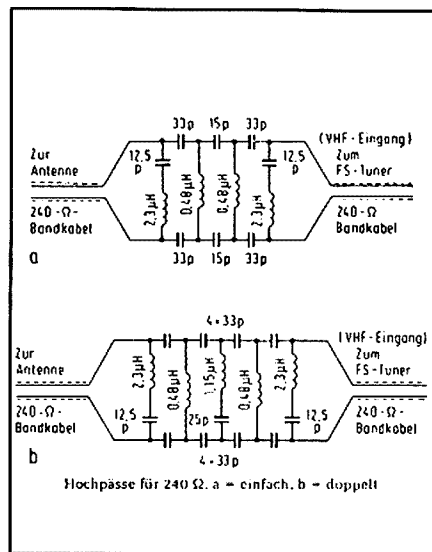 33p 15p 33p
Zur
Antenne
12,5
p
12,5
p
(VHF-Eingang)
Zum
FS-Tuner
2,3µH
0,48µH
0,48µH
2,3µH
240-Ω-
Bandkabel
240-Ω-
Bandkabel
a
33p 15p 33p
4×33p
Zur
Antenne
(VHF-Eingang)
Zum
FS-Tuner
2,3µH
0,48µH
1,15µH
0,48µH
2,3µH
240-Ω-
Bandkabel
12,5
p
25p
12,5
p
240-Ω-
Bandkabel
b
4×33p
Hochpässe für 240 Ω. a = einfach, b = doppelt